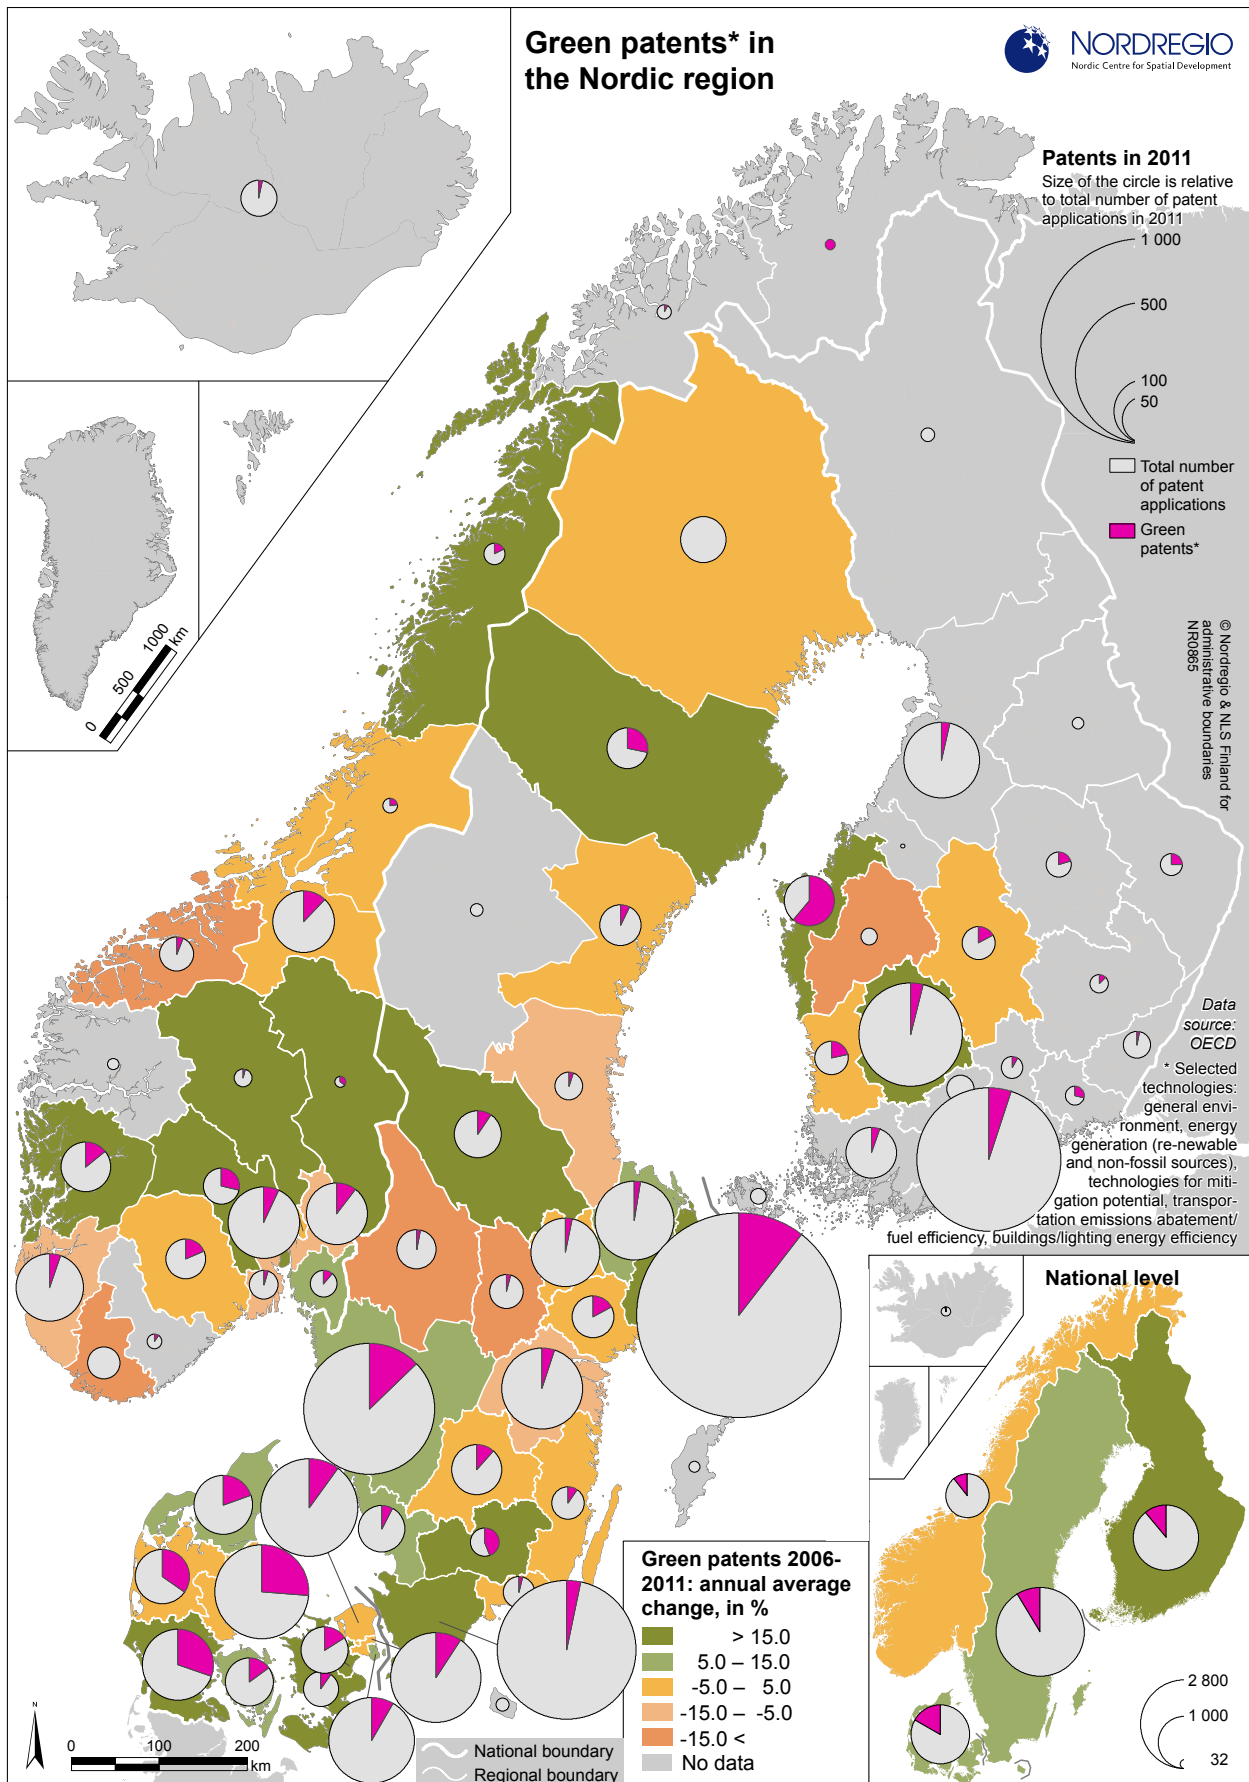 Green patents* in
the Nordic region
NORDREGIO
Nordic Centre for Spatial Development
Patents in 2011
Size of the circle is relative
to total number of patent
applications in 2011
1 000
500
100
50
Total number
of patent
applications
Green
patents*
© Nordregio & NLS Finland for
administrative boundaries
NR0865
0
500
1000
km
Data
source:
OECD
* Selected
technologies:
general envi-
ronment, energy
generation (re-newable
and non-fossil sources),
technologies for miti-
gation potential, transpor-
tation emissions abatement/
fuel efficiency, buildings/lighting energy efficiency
National level
2 800
1 000
32
Green patents 2006-
2011: annual average
change, in %
> 15.0
5.0 – 15.0
-5.0 – 5.0
-15.0 – -5.0
-15.0 <
No data
National boundary
Regional boundary
N
0 100 200
km